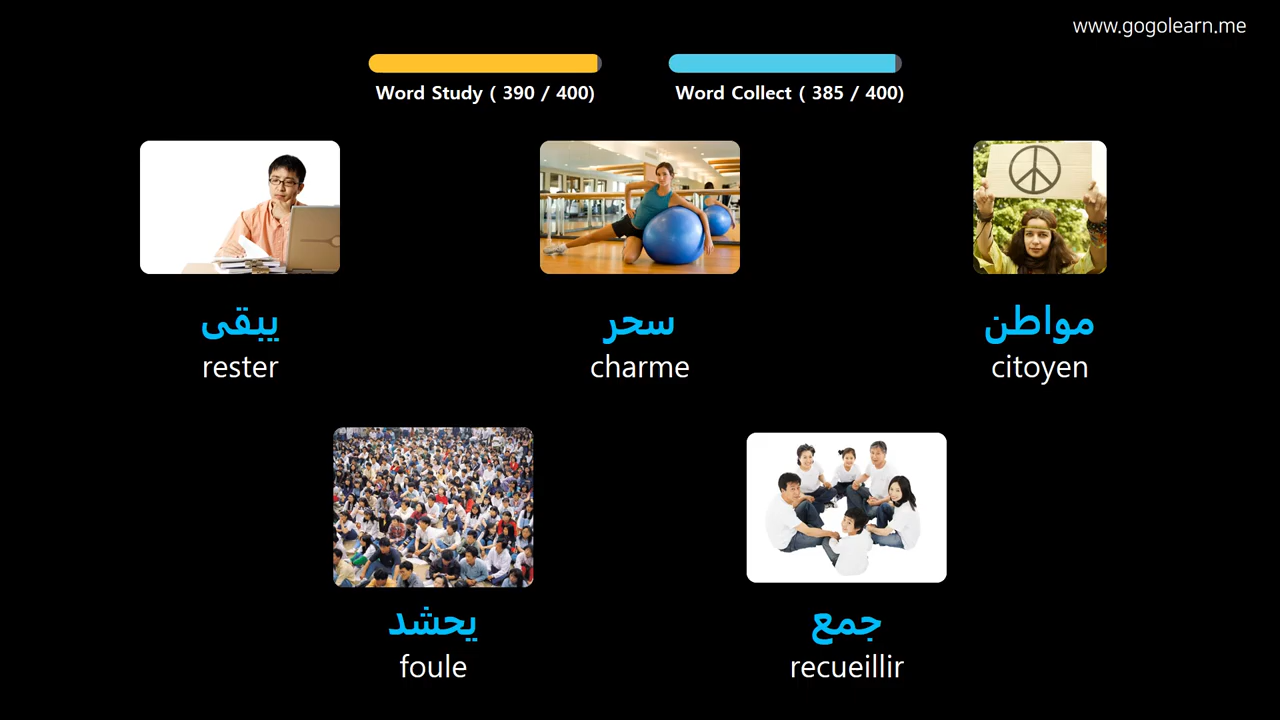 www.gogolearn.me
Word Study ( 390 / 400)
Word Collect ( 385 / 400)
يبقى
rester
سحر
charme
مواطن
citoyen
يحشد
foule
جمع
recueillir